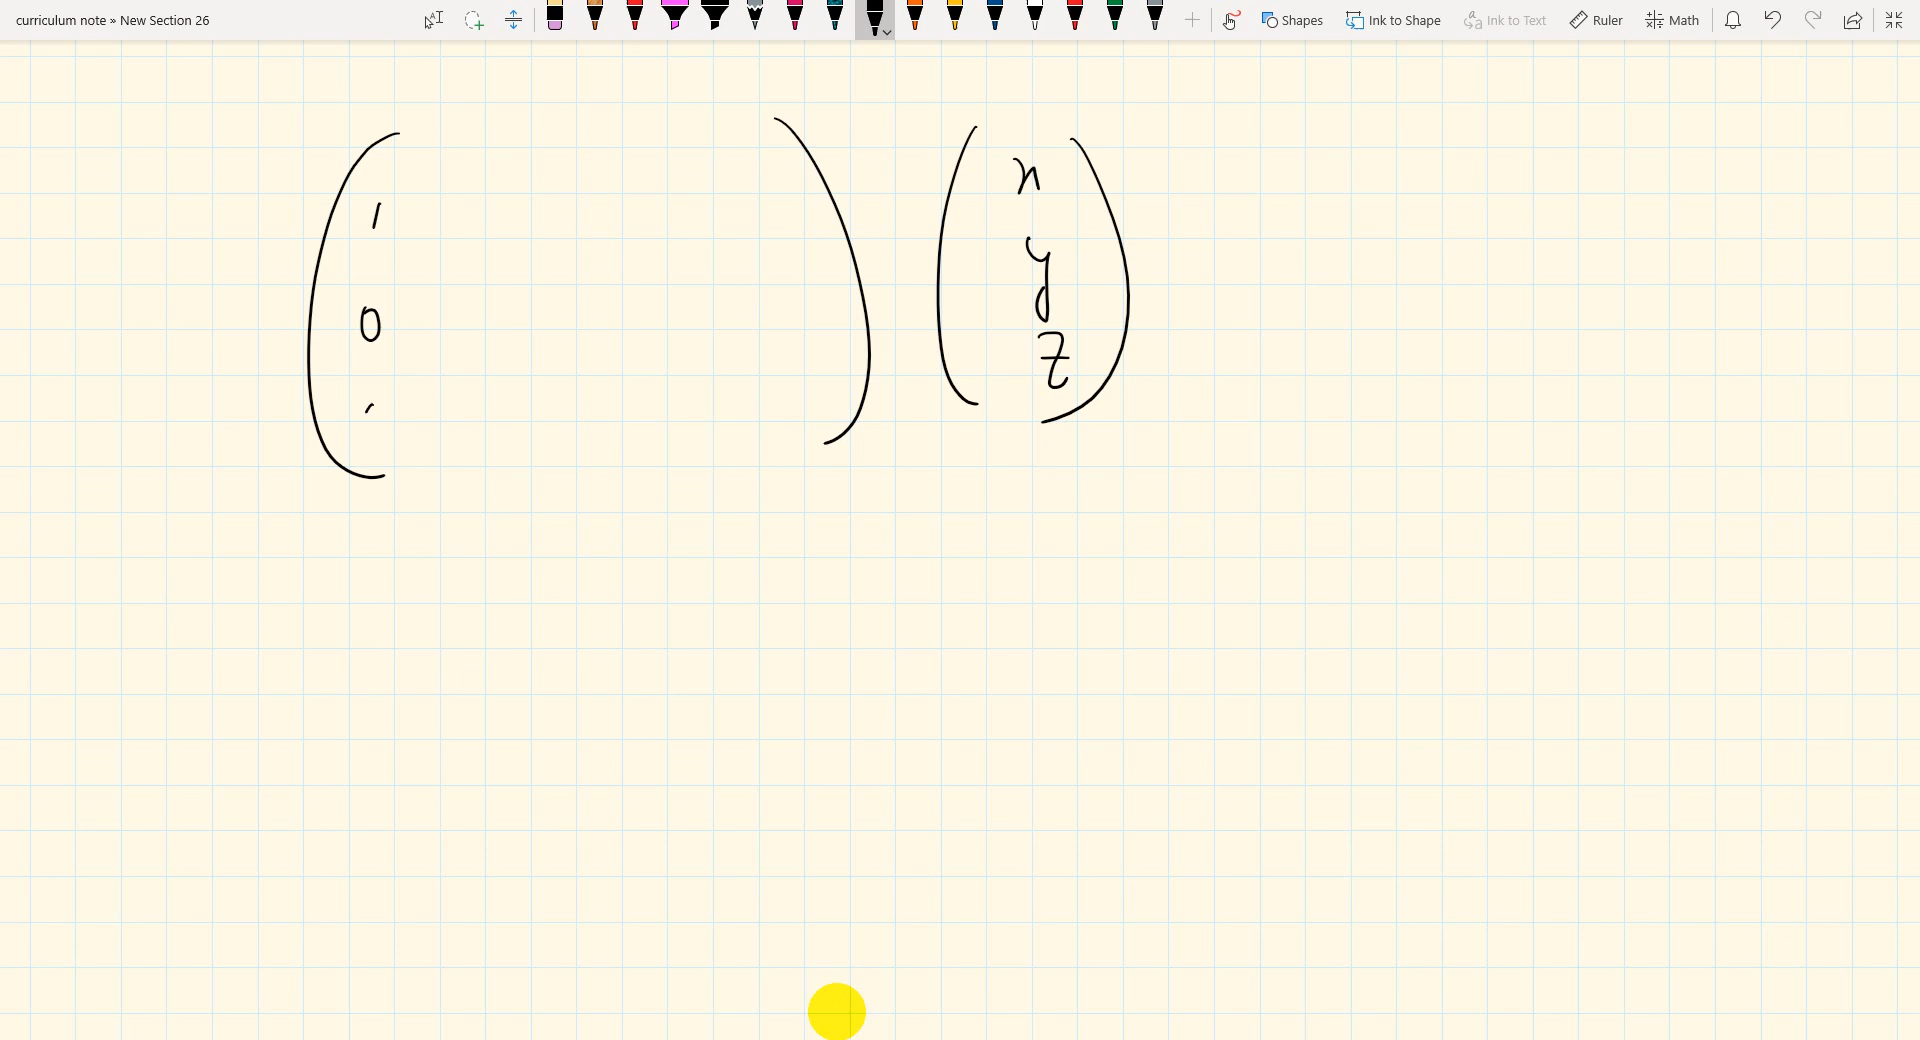 curriculum note » New Section 26
Shapes
Ink to Shape
Ink to Text
Ruler
Math
1
0
x
y
z